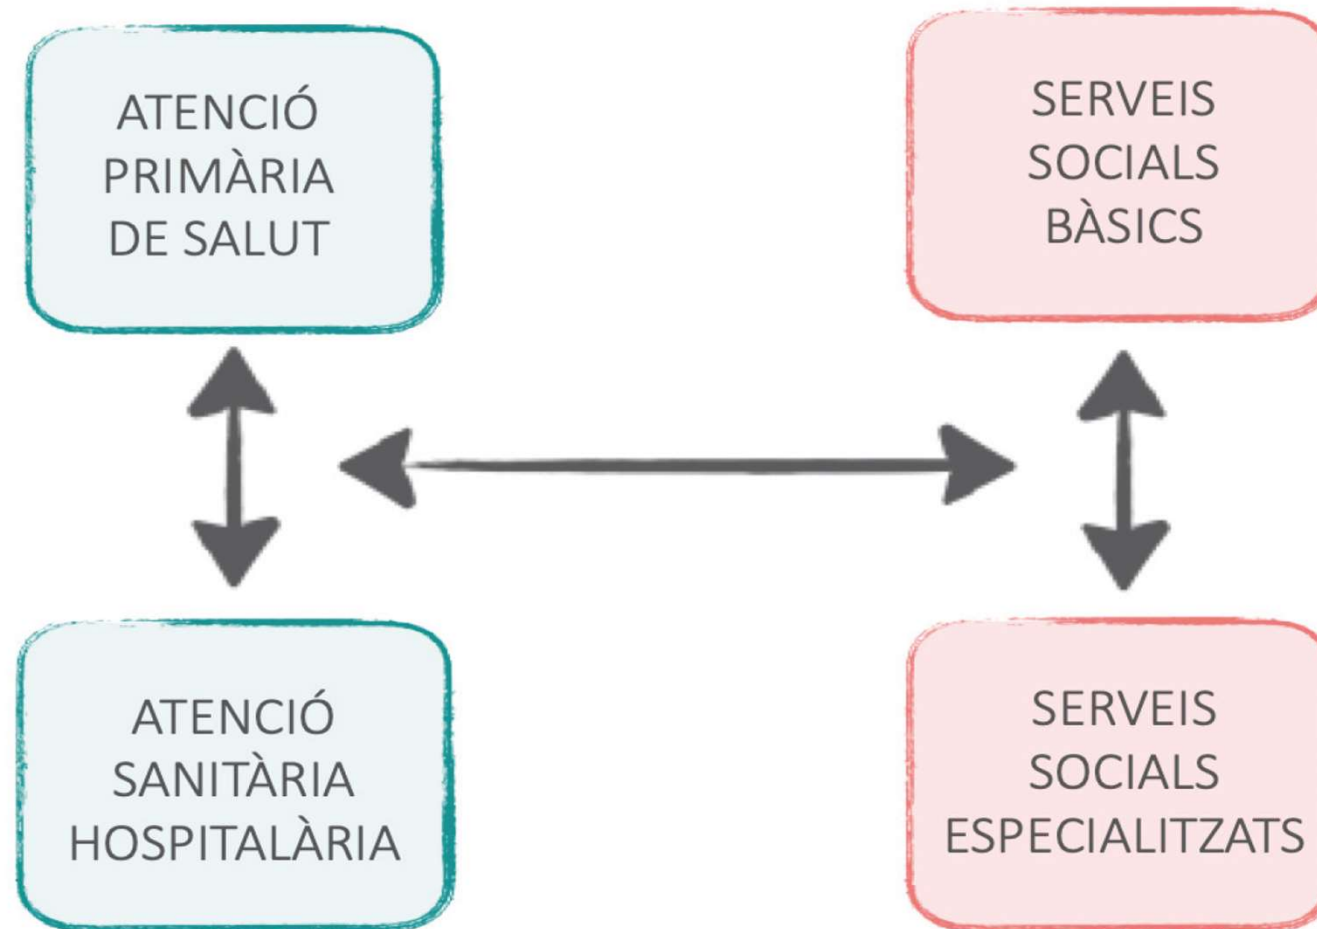 ATENCIÓ
PRIMÀRIA
DE SALUT
SERVEIS
SOCIALS
BÀSICS
ATENCIÓ
SANITÀRIA
HOSPITALÀRIA
SERVEIS
SOCIALS
ESPECIALITZATS